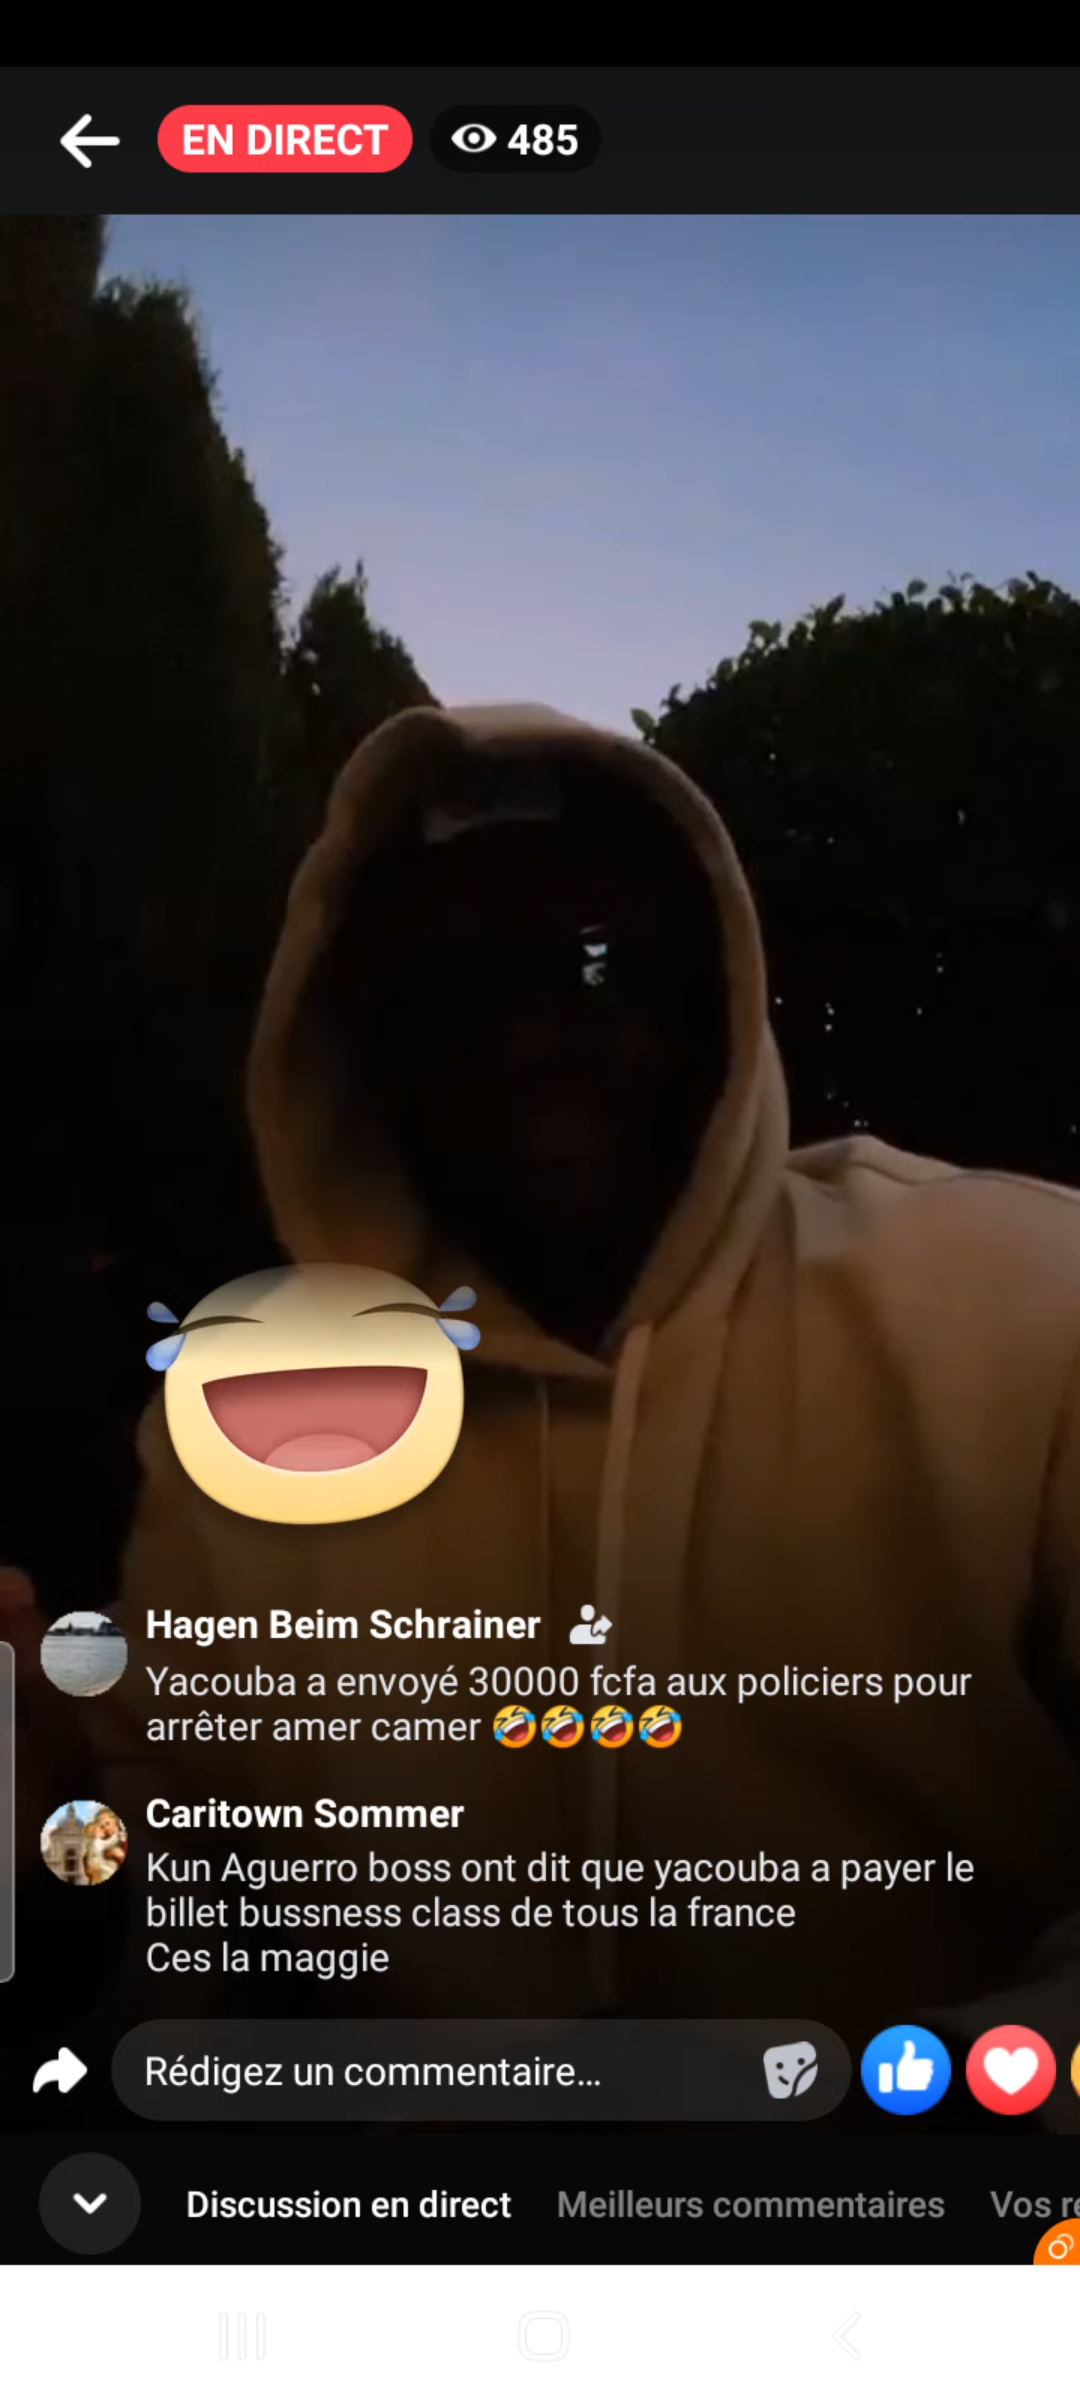 EN DIRECT 485
Hagen Beim Schrainer
Yacouba a envoyé 30000 fcfa aux policiers pour
arrêter amer camer 🤣🤣🤣🤣
Caritown Sommer
Kun Aguerro boss ont dit que yacouba a payer le
billet bussness class de tous la france
Ces la maggie
Rédigez un commentaire...
Discussion en direct Meilleurs commentaires Vos re